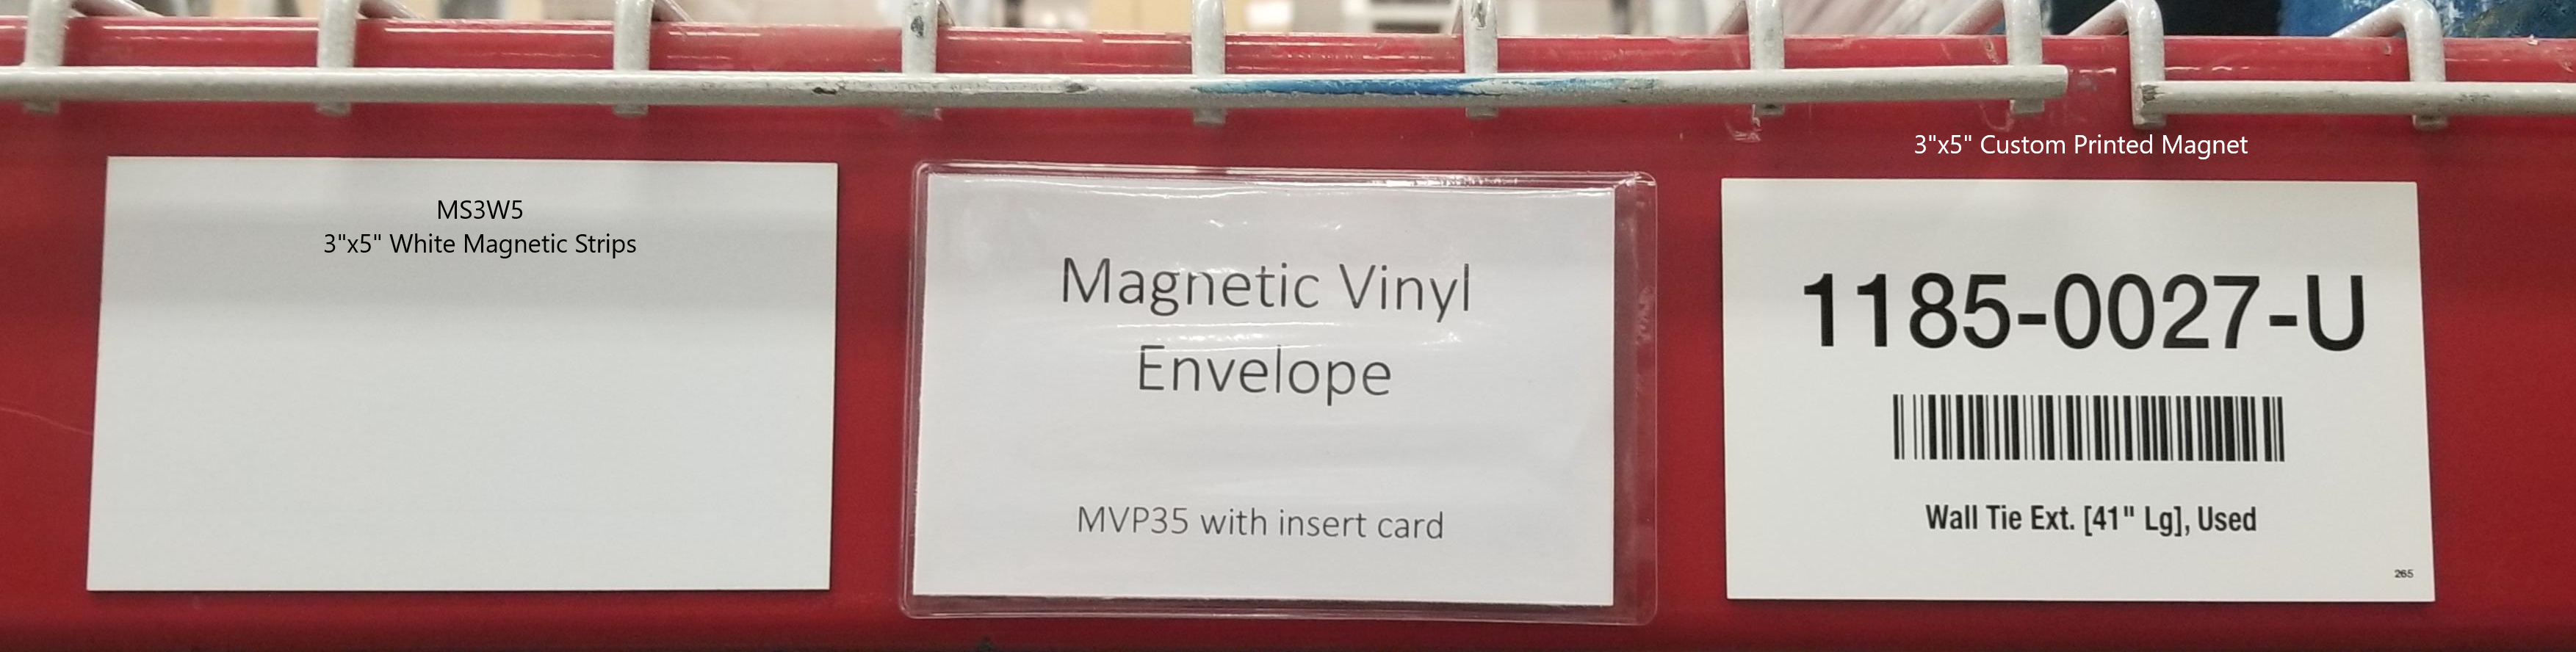 MS3W5
3"x5" White Magnetic Strips
Magnetic Vinyl
Envelope
MVP35 with insert card
3"x5" Custom Printed Magnet
1185-0027-U
Wall Tie Ext. [41" Lg], Used
265